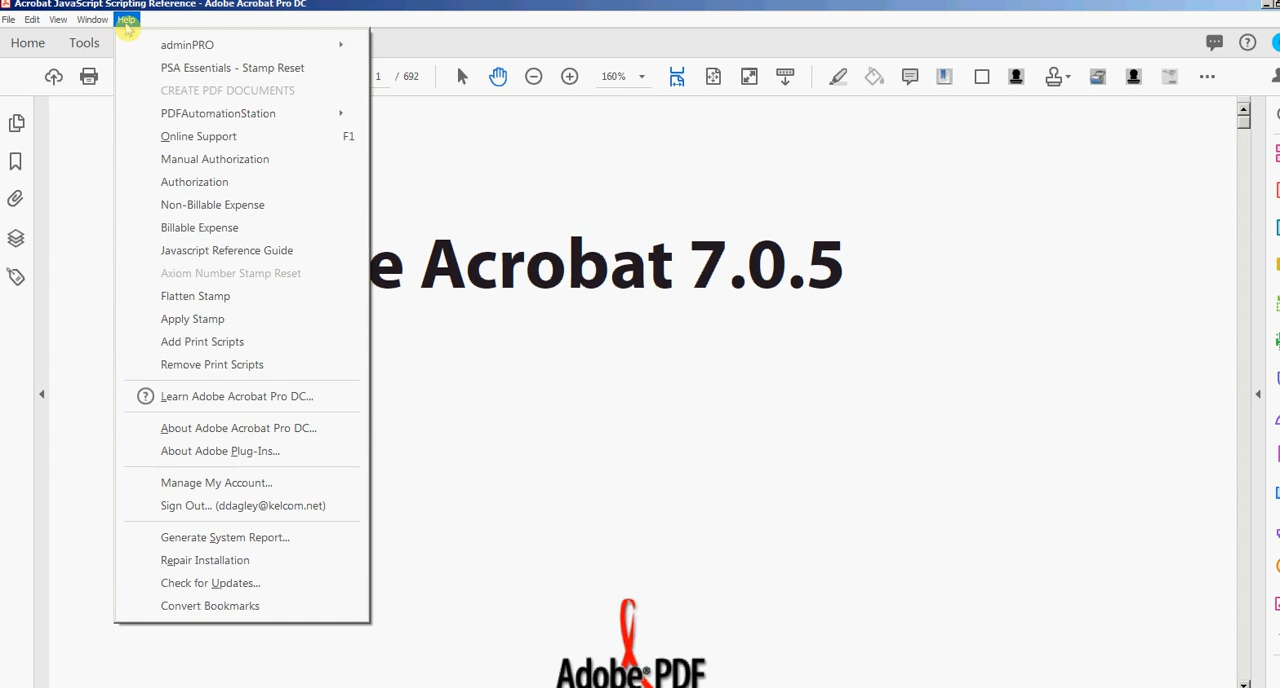 Acrobat JavaScript Scripting Reference - Adobe Acrobat Pro DC
File Edit View Window Help
Home Tools
1 / 692 160%
adminPRO
PSA Essentials - Stamp Reset
CREATE PDF DOCUMENTS
PDFAutomationStation
Online Support F1
Manual Authorization
Authorization
Non-Billable Expense
Billable Expense
Javascript Reference Guide
Axiom Number Stamp Reset
Flatten Stamp
Apply Stamp
Add Print Scripts
Remove Print Scripts
Learn Adobe Acrobat Pro DC...
About Adobe Acrobat Pro DC...
About Adobe Plug-Ins...
Manage My Account...
Sign Out... (ddagley@kelcom.net)
Generate System Report...
Repair Installation
Check for Updates...
Convert Bookmarks
e Acrobat 7.0.5
Adobe® PDF